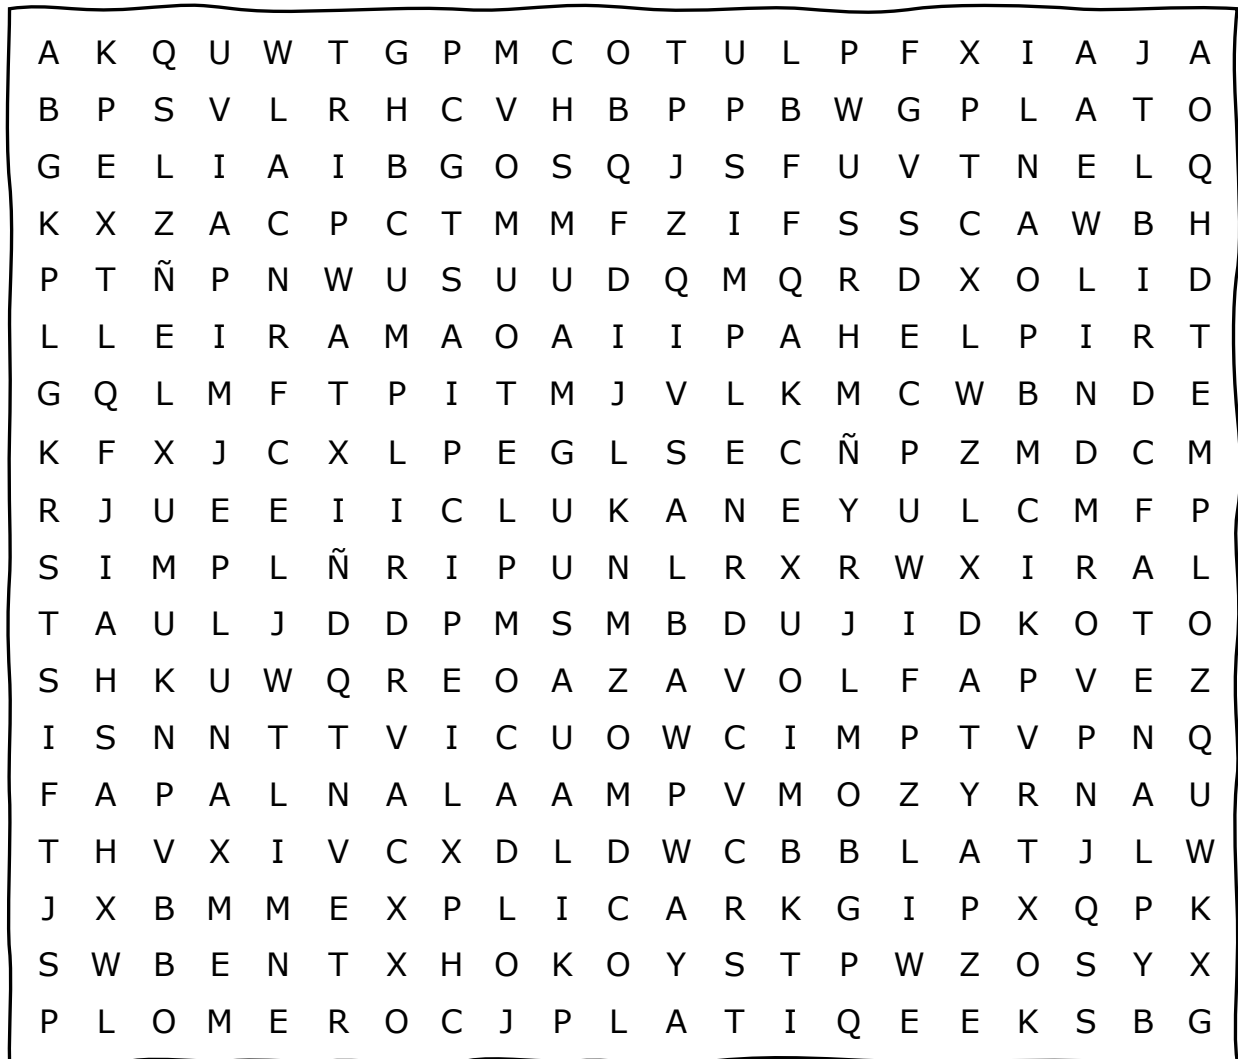 A K Q U W T G P M C O T U L P F X I A J A
B P S V L R H C V H B P P B W G P L A T O
G E L I A I B G O S Q J S F U V T N E L Q
K X Z A C P C T M M F Z I F S S C A W B H
P T Ñ P N W U S U U D Q M Q R D X O L I D
L L E I R A M A O A I I P A H E L P I R T
G Q L M F T P I T M J V L K M C W B N D E
K F X J C X L P E G L S E C Ñ P Z M D C M
R J U E E I I C L U K A N E Y U L C M F P
S I M P L Ñ R I P U N L R X R W X I R A L
T A U L J D D P M S M B D U J I D K O T O
S H K U W Q R E O A Z A V O L F A P V E Z
I S N N T T V I C U O W C I M P T V P N Q
F A P A L N A L A A M P V M O Z Y R N A U
T H V X I V C X D L D W C B B L A T J L W
J X B M M E X P L I C A R K G I P X Q P K
S W B E N T X H O K O Y S T P W Z O S Y X
P L O M E R O C J P L A T I Q E E K S B G